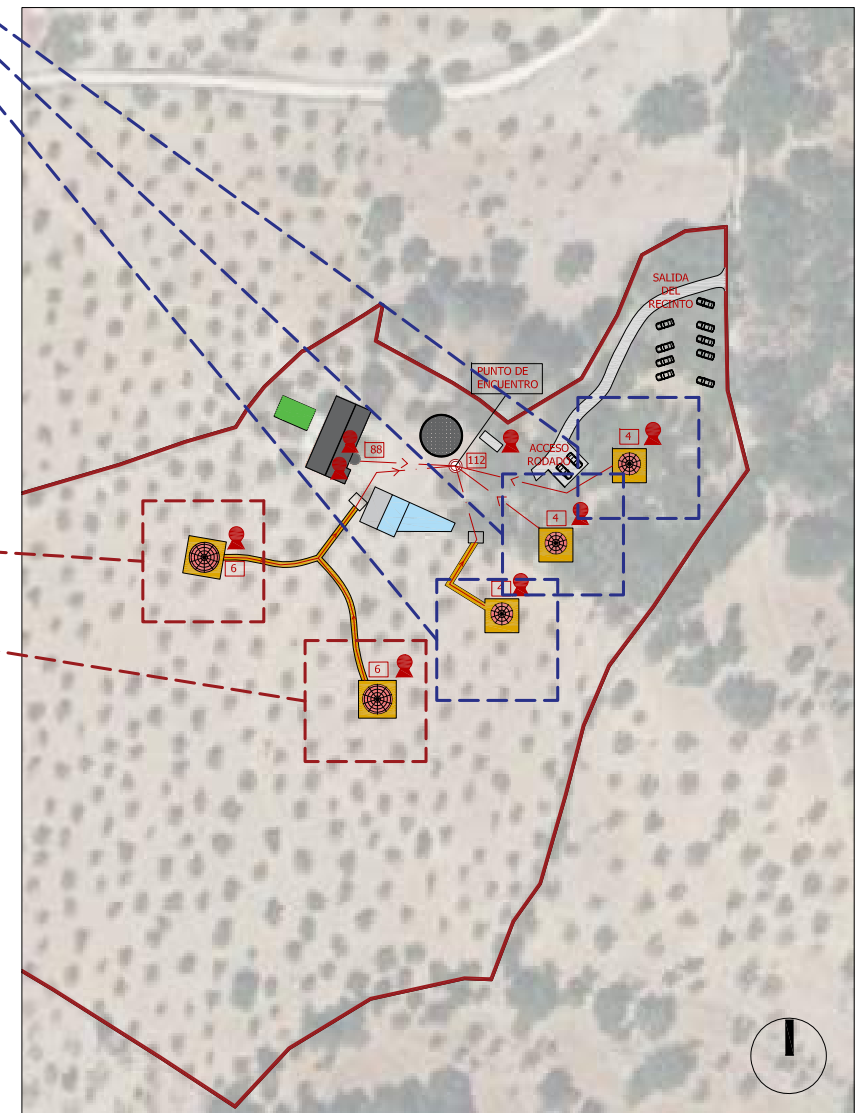 SALIDA
DEL
RECINTO
PUNTO DE
ENCUENTRO
4
ACCESO
RODADO
88
112
4
6
4
6